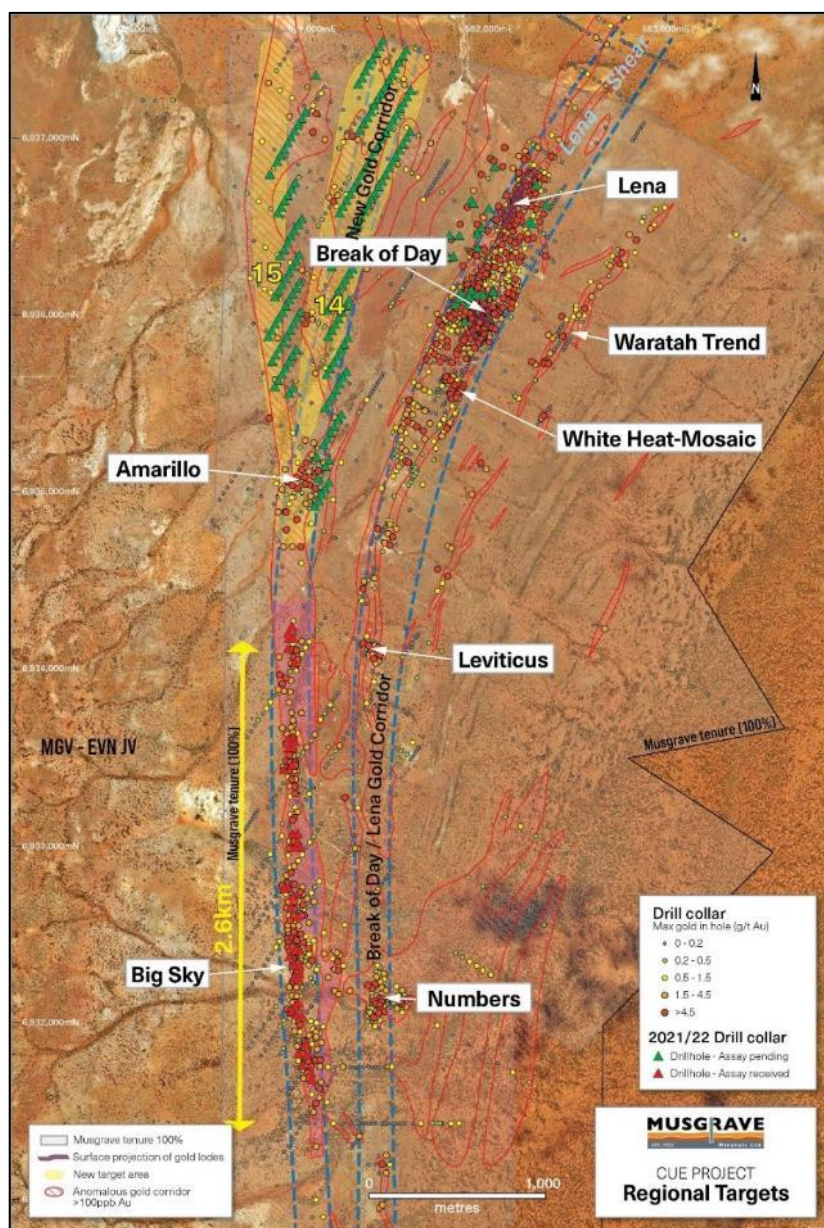 692,000mE
Lena Shear
N
6,937,000mN
New Gold Corridor
Lena
Break of Day
15
14
6,936,000mN
Waratah Trend
White Heat-Mosaic
Amarillo
6,935,000mN
6,934,000mN
Leviticus
MGV - EVN JV
Musgrave tenure [100%]
Musgrave tenure [100%]
Break of Day / Lena Gold Corridor
6,933,000mN
2.6km
Big Sky
Numbers
6,932,000mN
Drill collar
Max gold in hole (g/t Au)
0 - 0.2
0.2 - 0.5
0.5 - 1.5
1.5 - 4.5
>4.5
2021/22 Drill collar
Drillhole - Assay pending
Drillhole - Assay received
Musgrave tenure 100%
Surface projection of gold lodes
New target area
Anomalous gold corridor
>100ppb Au
0
1,000
metres
MUSGRAVE
Minerals Ltd
CUE PROJECT
Regional Targets